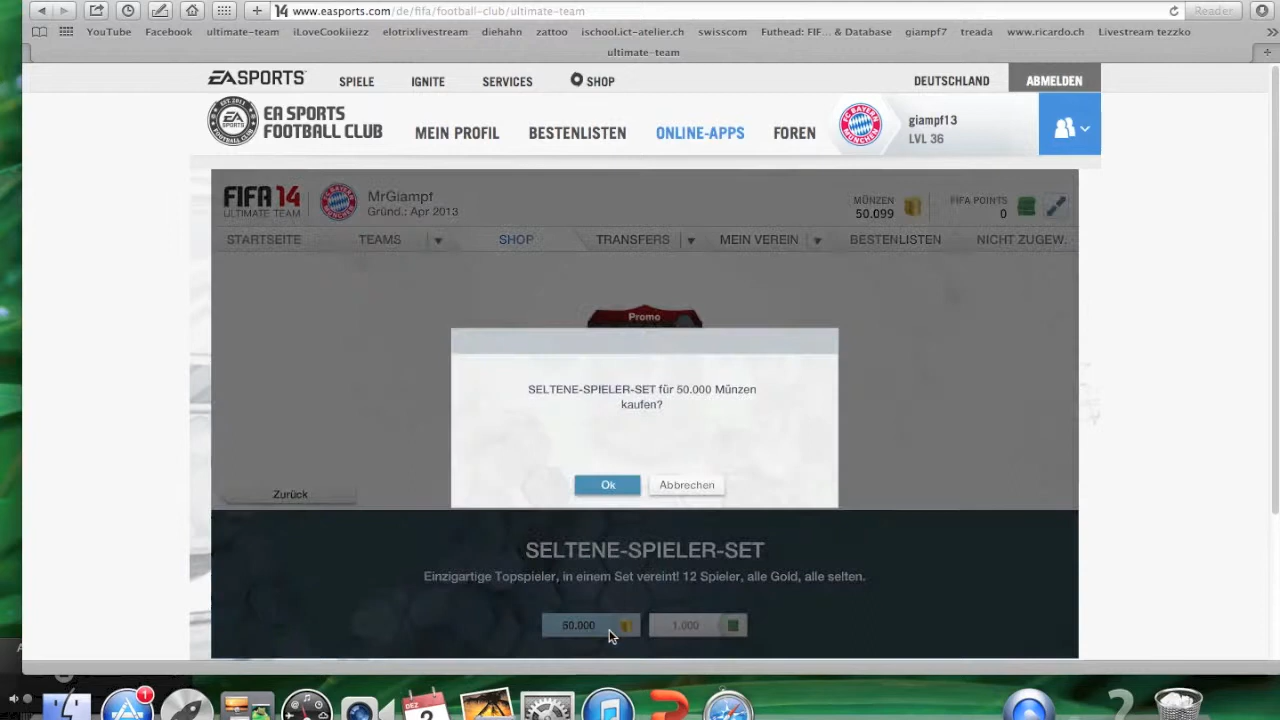 www.easports.com/de/fifa/football-club/ultimate-team
Reader
YouTube Facebook ultimate-team iLoveCookiiezz elotrixlivestream diehahn zattoo ischool.ict-atelier.ch swisscom Futhead: FIF... & Database giampf7 treada www.ricardo.ch Livestream tezzko
ultimate-team
EA SPORTS SPIELE IGNITE SERVICES SHOP DEUTSCHLAND ABMELDEN
EA SPORTS
FOOTBALL CLUB
MEIN PROFIL BESTENLISTEN ONLINE-APPS FOREN
giampf13
LVL 36
FIFA 14
ULTIMATE TEAM
MrGiampf
Gründ.: Apr 2013
MÜNZEN
50.099
FIFA POINTS
0
STARTSEITE TEAMS SHOP TRANSFERS MEIN VEREIN BESTENLISTEN NICHT ZUGEW.
Promo
SELTENE-SPIELER-SET für 50.000 Münzen
kaufen?
Ok Abbrechen
Zurück
SELTENE-SPIELER-SET
Einzigartige Topspieler, in einem Set vereint! 12 Spieler, alle Gold, alle selten.
50.000 1.000
1
DEZ